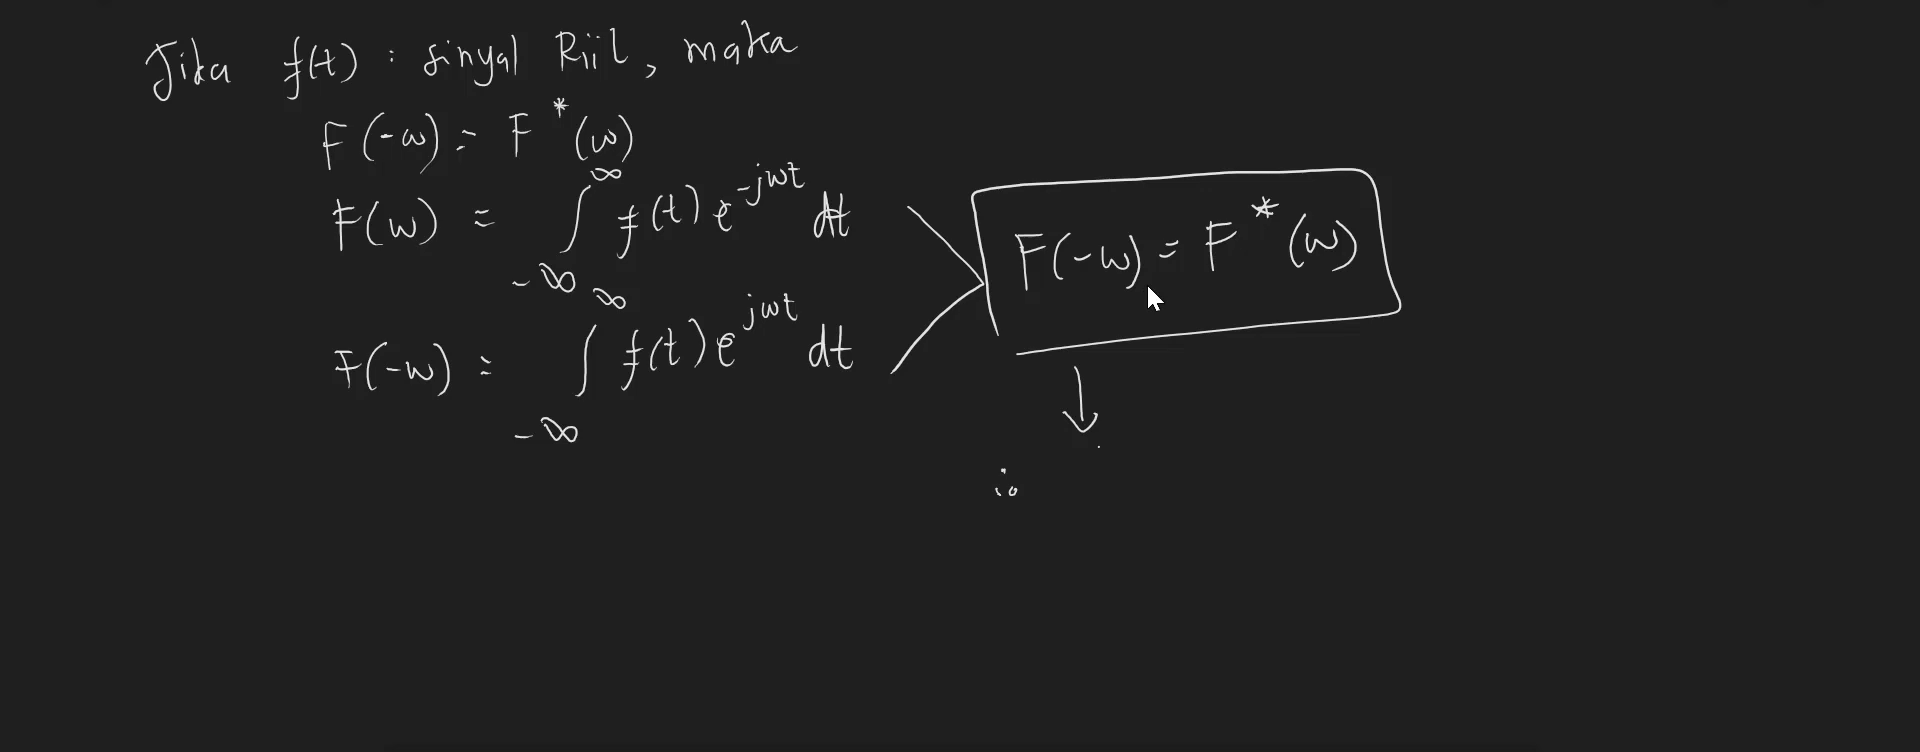 Jika f(t) : sinyal Riil, maka
F(-ω) = F*(ω)
F(ω) = ∫_{-∞}^{∞} f(t) e^{-jωt} dt
F(-ω) = ∫_{-∞}^{∞} f(t) e^{jωt} dt
F(-ω) = F*(ω)
↓
∴